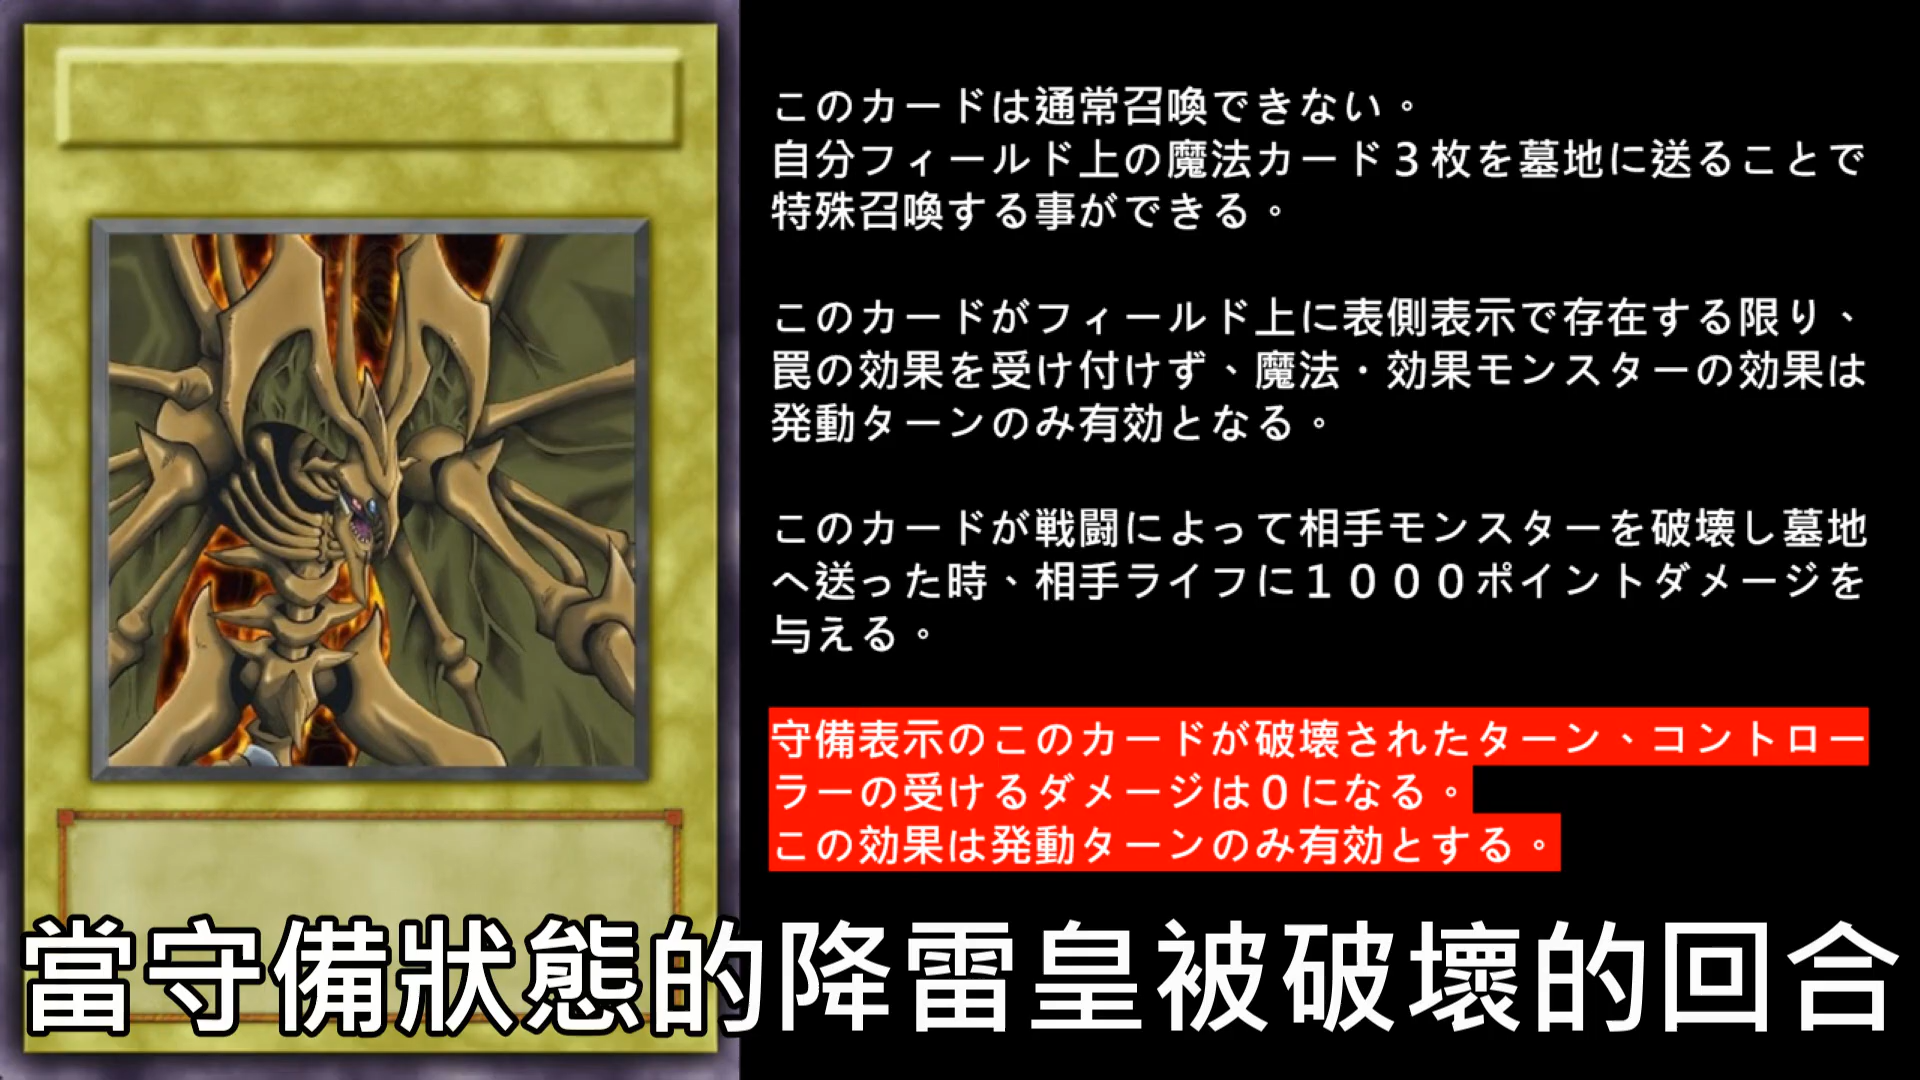 このカードは通常召喚できない。
自分フィールド上の魔法カード３枚を墓地に送ることで
特殊召喚する事ができる。
このカードがフィールド上に表側表示で存在する限り、
罠の効果を受け付けず、魔法・効果モンスターの効果は
発動ターンのみ有効となる。
このカードが戦闘によって相手モンスターを破壊し墓地
へ送った時、相手ライフに１０００ポイントダメージを
与える。
守備表示のこのカードが破壊されたターン、コントロー
ラーの受けるダメージは０になる。
この効果は発動ターンのみ有効とする。
當守備狀態的降雷皇被破壞的回合